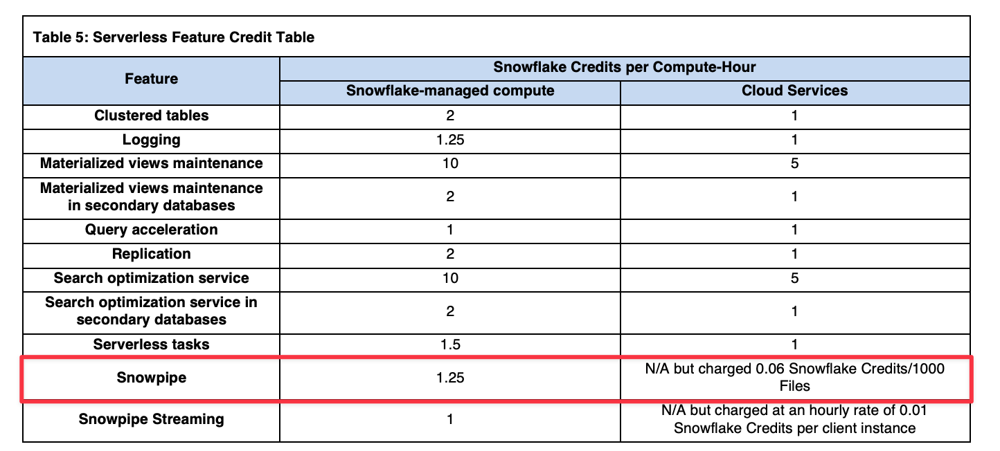 Table 5: Serverless Feature Credit Table
Feature
Snowflake Credits per Compute-Hour
Snowflake-managed compute
Cloud Services
Clustered tables
2
1
Logging
1.25
1
Materialized views maintenance
10
5
Materialized views maintenance
in secondary databases
2
1
Query acceleration
1
1
Replication
2
1
Search optimization service
10
5
Search optimization service in
secondary databases
2
1
Serverless tasks
1.5
1
Snowpipe
1.25
N/A but charged 0.06 Snowflake Credits/1000
Files
Snowpipe Streaming
1
N/A but charged at an hourly rate of 0.01
Snowflake Credits per client instance